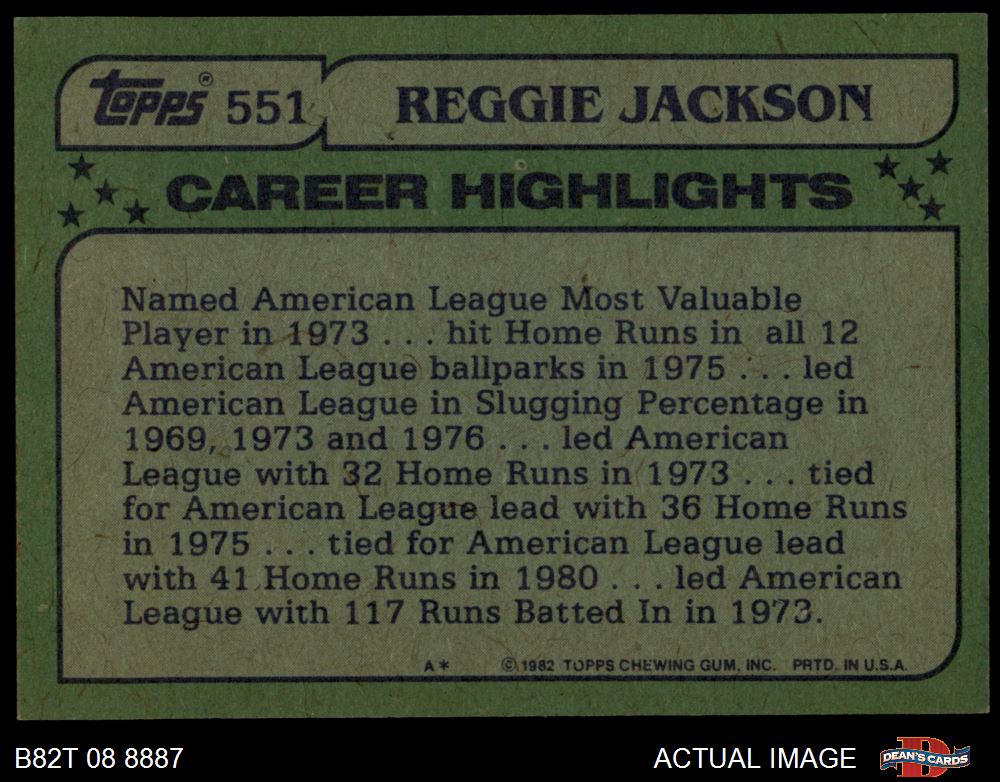 Topps® 551 REGGIE JACKSON
CAREER HIGHLIGHTS
Named American League Most Valuable
Player in 1973 . . . hit Home Runs in all 12
American League ballparks in 1975 . . . led
American League in Slugging Percentage in
1969, 1973 and 1976 . . . led American
League with 32 Home Runs in 1973 . . . tied
for American League lead with 36 Home Runs
in 1975 . . . tied for American League lead
with 41 Home Runs in 1980 . . . led American
League with 117 Runs Batted In in 1973.
A* © 1982 TOPPS CHEWING GUM, INC. PRTD. IN U.S.A.
B82T 08 8887 ACTUAL IMAGE D DEAN'S CARDS